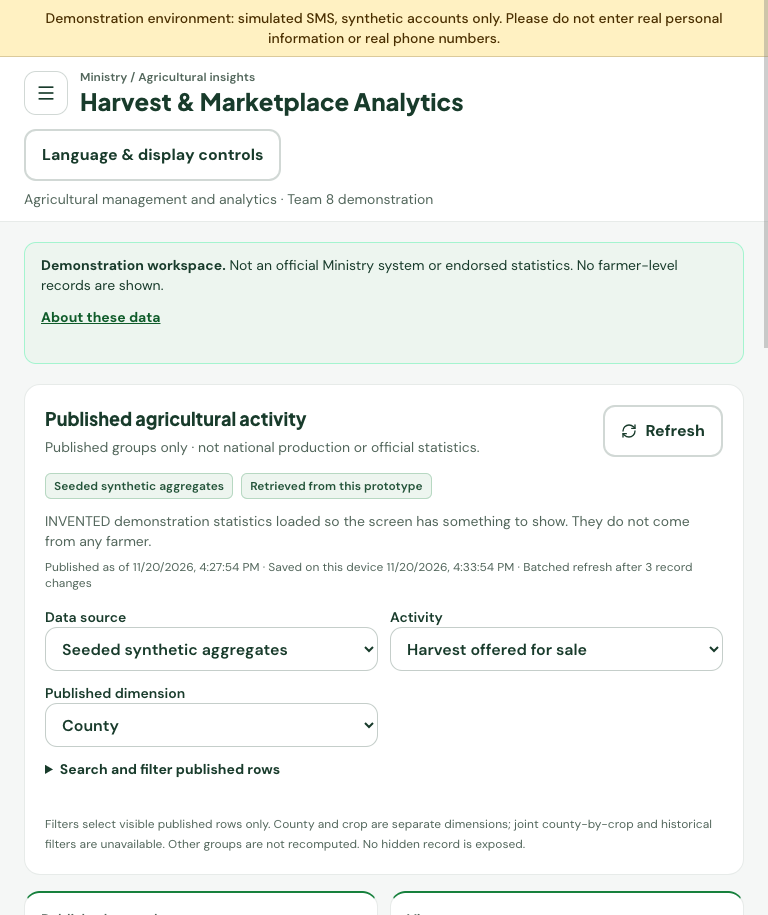 Demonstration environment: simulated SMS, synthetic accounts only. Please do not enter real personal
information or real phone numbers.
Ministry / Agricultural insights
Harvest & Marketplace Analytics
Language & display controls
Agricultural management and analytics · Team 8 demonstration
Demonstration workspace. Not an official Ministry system or endorsed statistics. No farmer-level
records are shown.
About these data
Published agricultural activity
Published groups only · not national production or official statistics.
Refresh
Seeded synthetic aggregates
Retrieved from this prototype
INVENTED demonstration statistics loaded so the screen has something to show. They do not come
from any farmer.
Published as of 11/20/2026, 4:27:54 PM · Saved on this device 11/20/2026, 4:33:54 PM · Batched refresh after 3 record
changes
Data source
Activity
Seeded synthetic aggregates
Harvest offered for sale
Published dimension
County
Search and filter published rows
Filters select visible published rows only. County and crop are separate dimensions; joint county-by-crop and historical
filters are unavailable. Other groups are not recomputed. No hidden record is exposed.